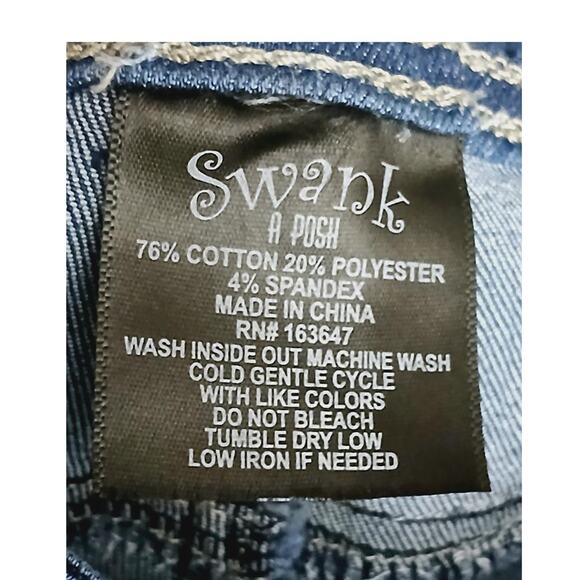 Swank
A POSH
76% COTTON 20% POLYESTER
4% SPANDEX
MADE IN CHINA
RN# 163647
WASH INSIDE OUT MACHINE WASH
COLD GENTLE CYCLE
WITH LIKE COLORS
DO NOT BLEACH
TUMBLE DRY LOW
LOW IRON IF NEEDED